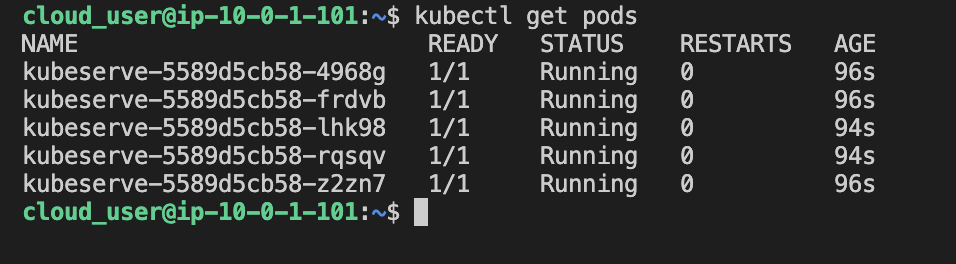 cloud_user@ip-10-0-1-101:~$ kubectl get pods
NAME READY STATUS RESTARTS AGE
kubeserve-5589d5cb58-4968g 1/1 Running 0 96s
kubeserve-5589d5cb58-frdvb 1/1 Running 0 96s
kubeserve-5589d5cb58-lhk98 1/1 Running 0 94s
kubeserve-5589d5cb58-rqsqv 1/1 Running 0 94s
kubeserve-5589d5cb58-z2zn7 1/1 Running 0 96s
cloud_user@ip-10-0-1-101:~$